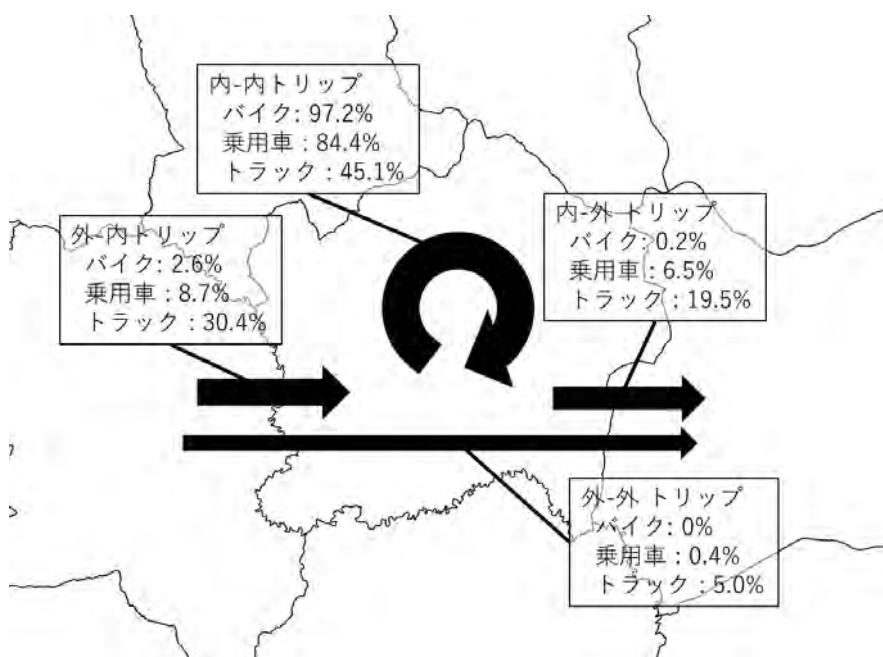 内-内トリップ
バイク: 97.2%
乗用車 : 84.4%
トラック : 45.1%
外-内トリップ
バイク: 2.6%
乗用車 : 8.7%
トラック : 30.4%
内-外トリップ
バイク: 0.2%
乗用車 : 6.5%
トラック : 19.5%
外-外 トリップ
バイク: 0%
乗用車 : 0.4%
トラック : 5.0%